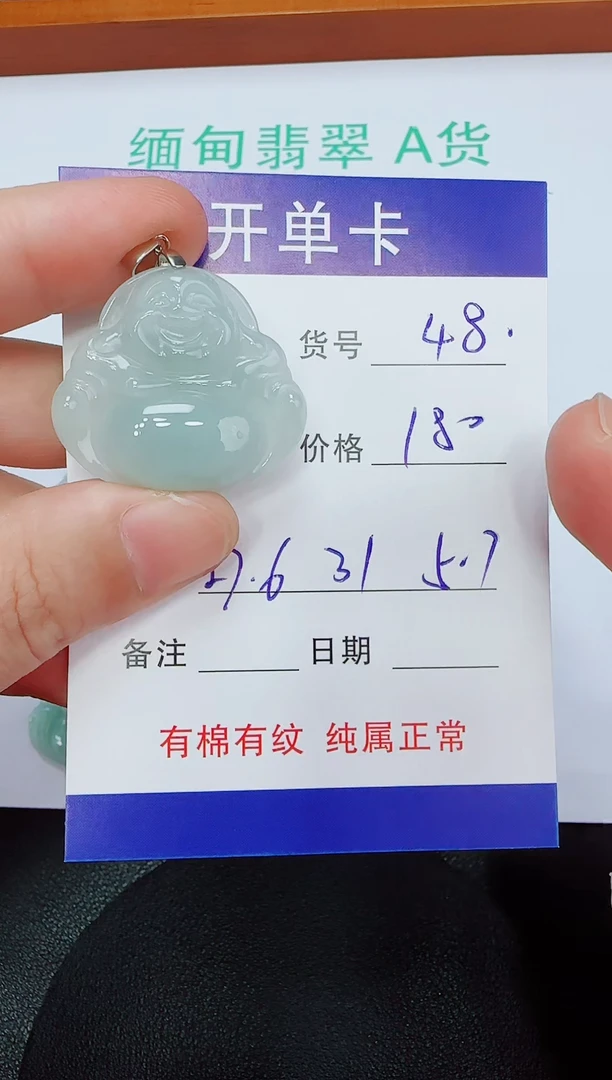 缅甸翡翠 A货
开单卡
货号 48.
价格 180
27.6 31 5.7
备注 日期
有棉有纹 纯属正常